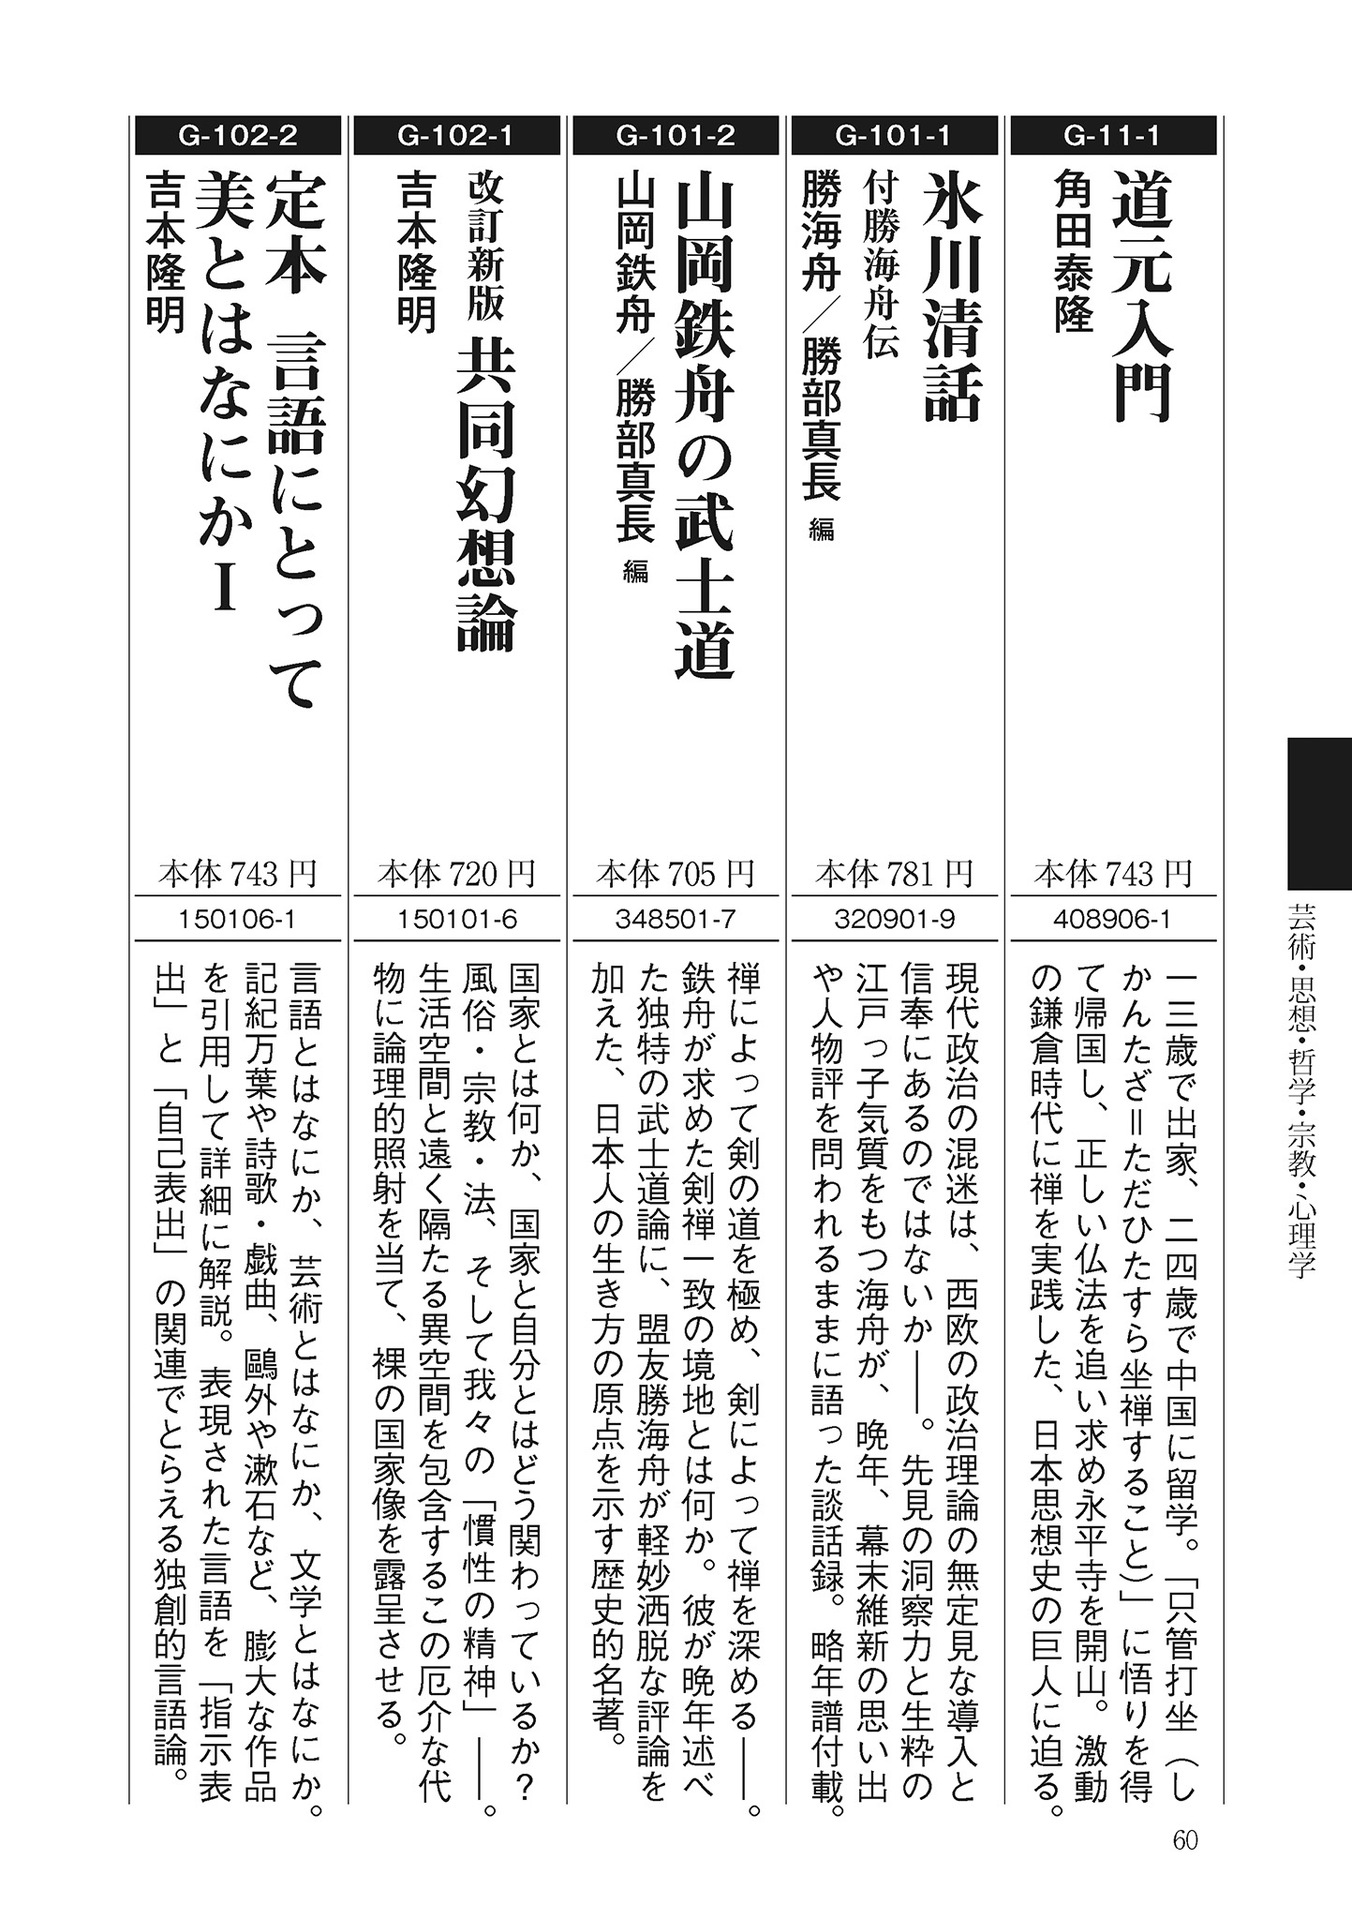 G-11-1
道元入門
角田泰隆
本体 743 円
408906-1
一三歳で出家、二四歳で中国に留学。「只管打坐（し
かんたざ＝ただひたすら坐禅すること）」に悟りを得
て帰国し、正しい仏法を追い求め永平寺を開山。激動
の鎌倉時代に禅を実践した、日本思想史の巨人に迫る。
G-101-1
氷川清話
付勝海舟伝
勝海舟／勝部真長 編
本体 781 円
320901-9
現代政治の混迷は、西欧の政治理論の無定見な導入と
信奉にあるのではないか――。先見の洞察力と生粋の
江戸っ子気質をもつ海舟が、晩年、幕末維新の思い出
や人物評を問われるままに語った談話録。略年譜付載。
G-101-2
山岡鉄舟の武士道
山岡鉄舟／勝部真長 編
本体 705 円
348501-7
禅によって剣の道を極め、剣によって禅を深める――。
鉄舟が求めた剣禅一致の境地とは何か。彼が晩年述べ
た独特の武士道論に、盟友勝海舟が軽妙洒脱な評論を
加えた、日本人の生き方の原点を示す歴史的名著。
G-102-1
改訂新版 共同幻想論
吉本隆明
本体 720 円
150101-6
国家とは何か、国家と自分とはどう関わっているか？
風俗・宗教・法、そして我々の「慣性の精神」――。
生活空間と遠く隔たる異空間を包含するこの厄介な代
物に論理的照射を当て、裸の国家像を露呈させる。
G-102-2
定本 言語にとって
美とはなにかⅠ
吉本隆明
本体 743 円
150106-1
言語とはなにか、芸術とはなにか、文学とはなにか。
記紀万葉や詩歌・戯曲、鷗外や漱石など、膨大な作品
を引用して詳細に解説。表現された言語を「指示表
出」と「自己表出」の関連でとらえる独創的言語論。
芸術・思想・哲学・宗教・心理学
60